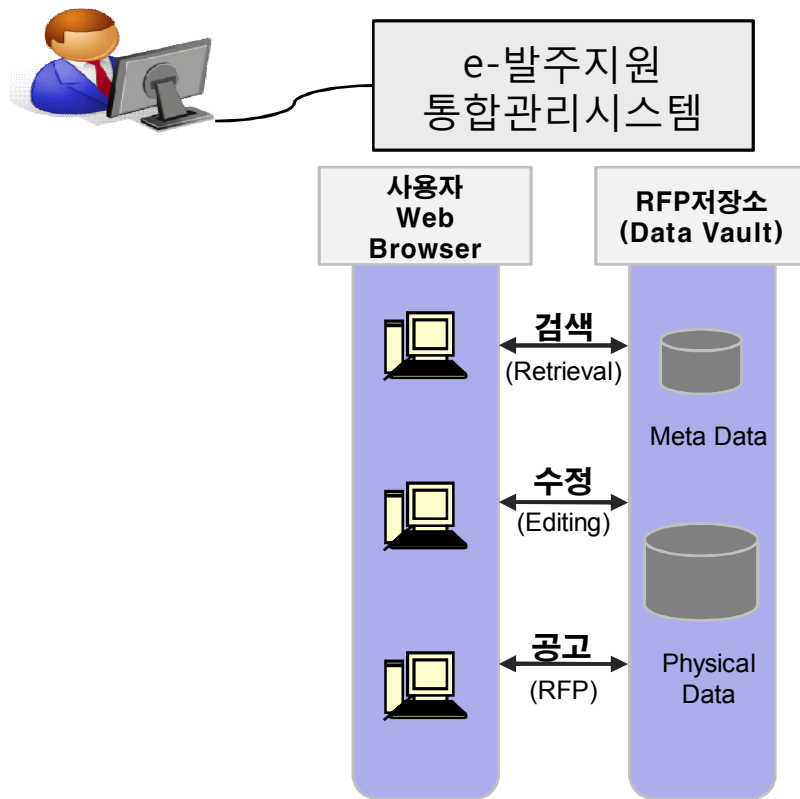 e-발주지원
통합관리시스템
사용자
Web
Browser
RFP저장소
(Data Vault)
검색
(Retrieval)
Meta Data
수정
(Editing)
공고
(RFP)
Physical
Data